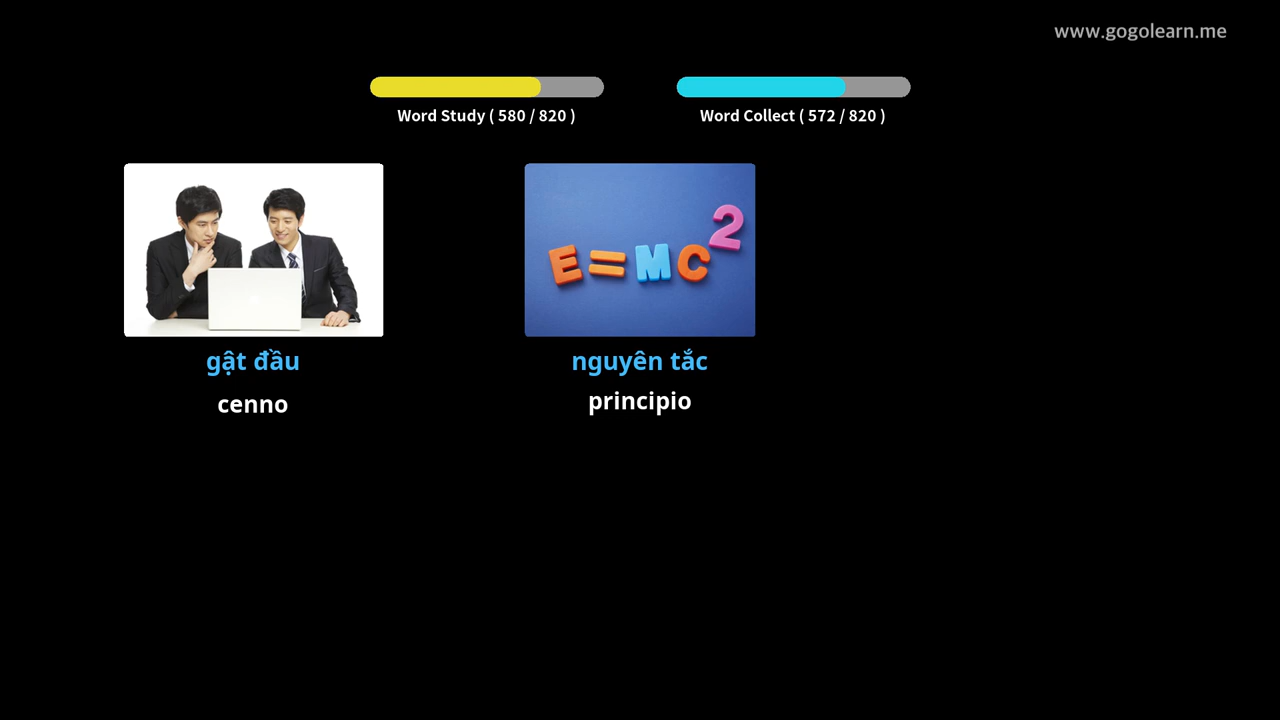 www.gogolearn.me
Word Study ( 580 / 820 )
Word Collect ( 572 / 820 )
E=MC2
gật đầu
cenno
nguyên tắc
principio